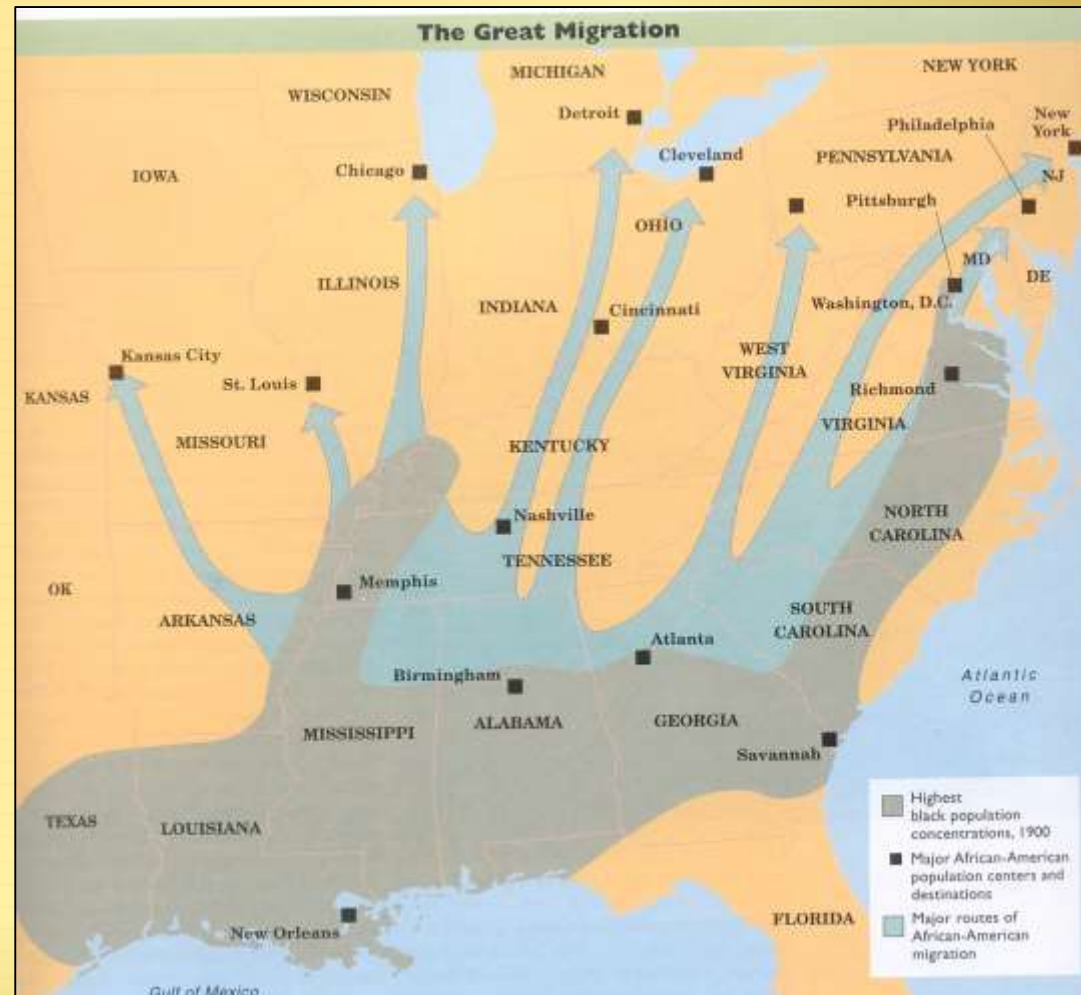 The Great Migration
MICHIGAN
NEW YORK
WISCONSIN
Detroit
New
York
Philadelphia
Cleveland
PENNSYLVANIA
Chicago
IOWA
NJ
Pittsburgh
OHIO
MD
DE
ILLINOIS
INDIANA
Cincinnati
Washington, D.C.
WEST
VIRGINIA
Kansas City
St. Louis
Richmond
KANSAS
VIRGINIA
MISSOURI
KENTUCKY
Nashville
NORTH
CAROLINA
TENNESSEE
OK
Memphis
ARKANSAS
SOUTH
CAROLINA
Atlanta
Birmingham
Atlantic
Ocean
MISSISSIPPI
ALABAMA
GEORGIA
Savannah
TEXAS
LOUISIANA
Highest
black population
concentrations, 1900
Major African-American
population centers and
destinations
Major routes of
African-American
migration
FLORIDA
New Orleans
Gulf of Mexico